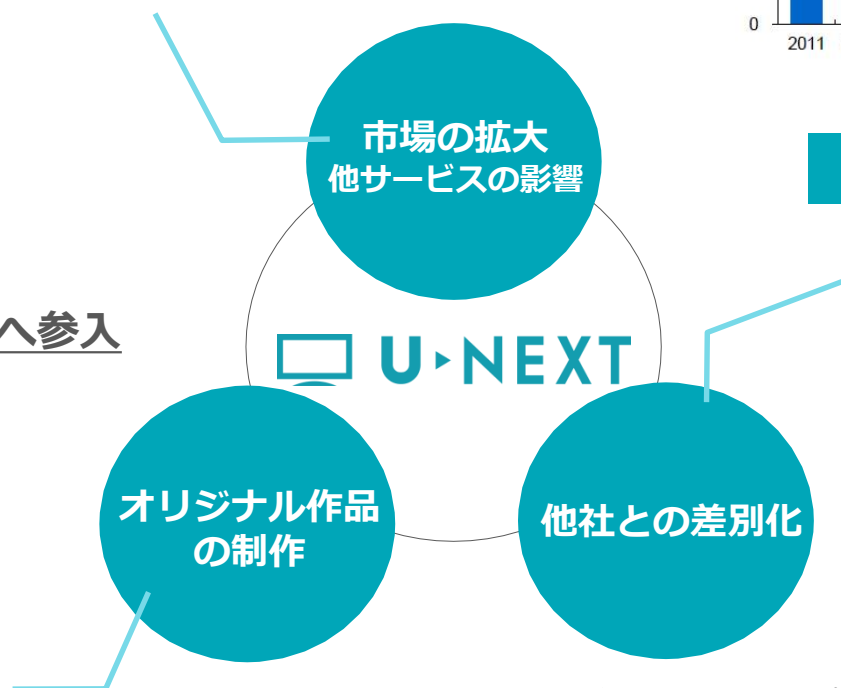 0
2011
市場の拡大
他サービスの影響
へ参入
U-NEXT
オリジナル作品
の制作
他社との差別化